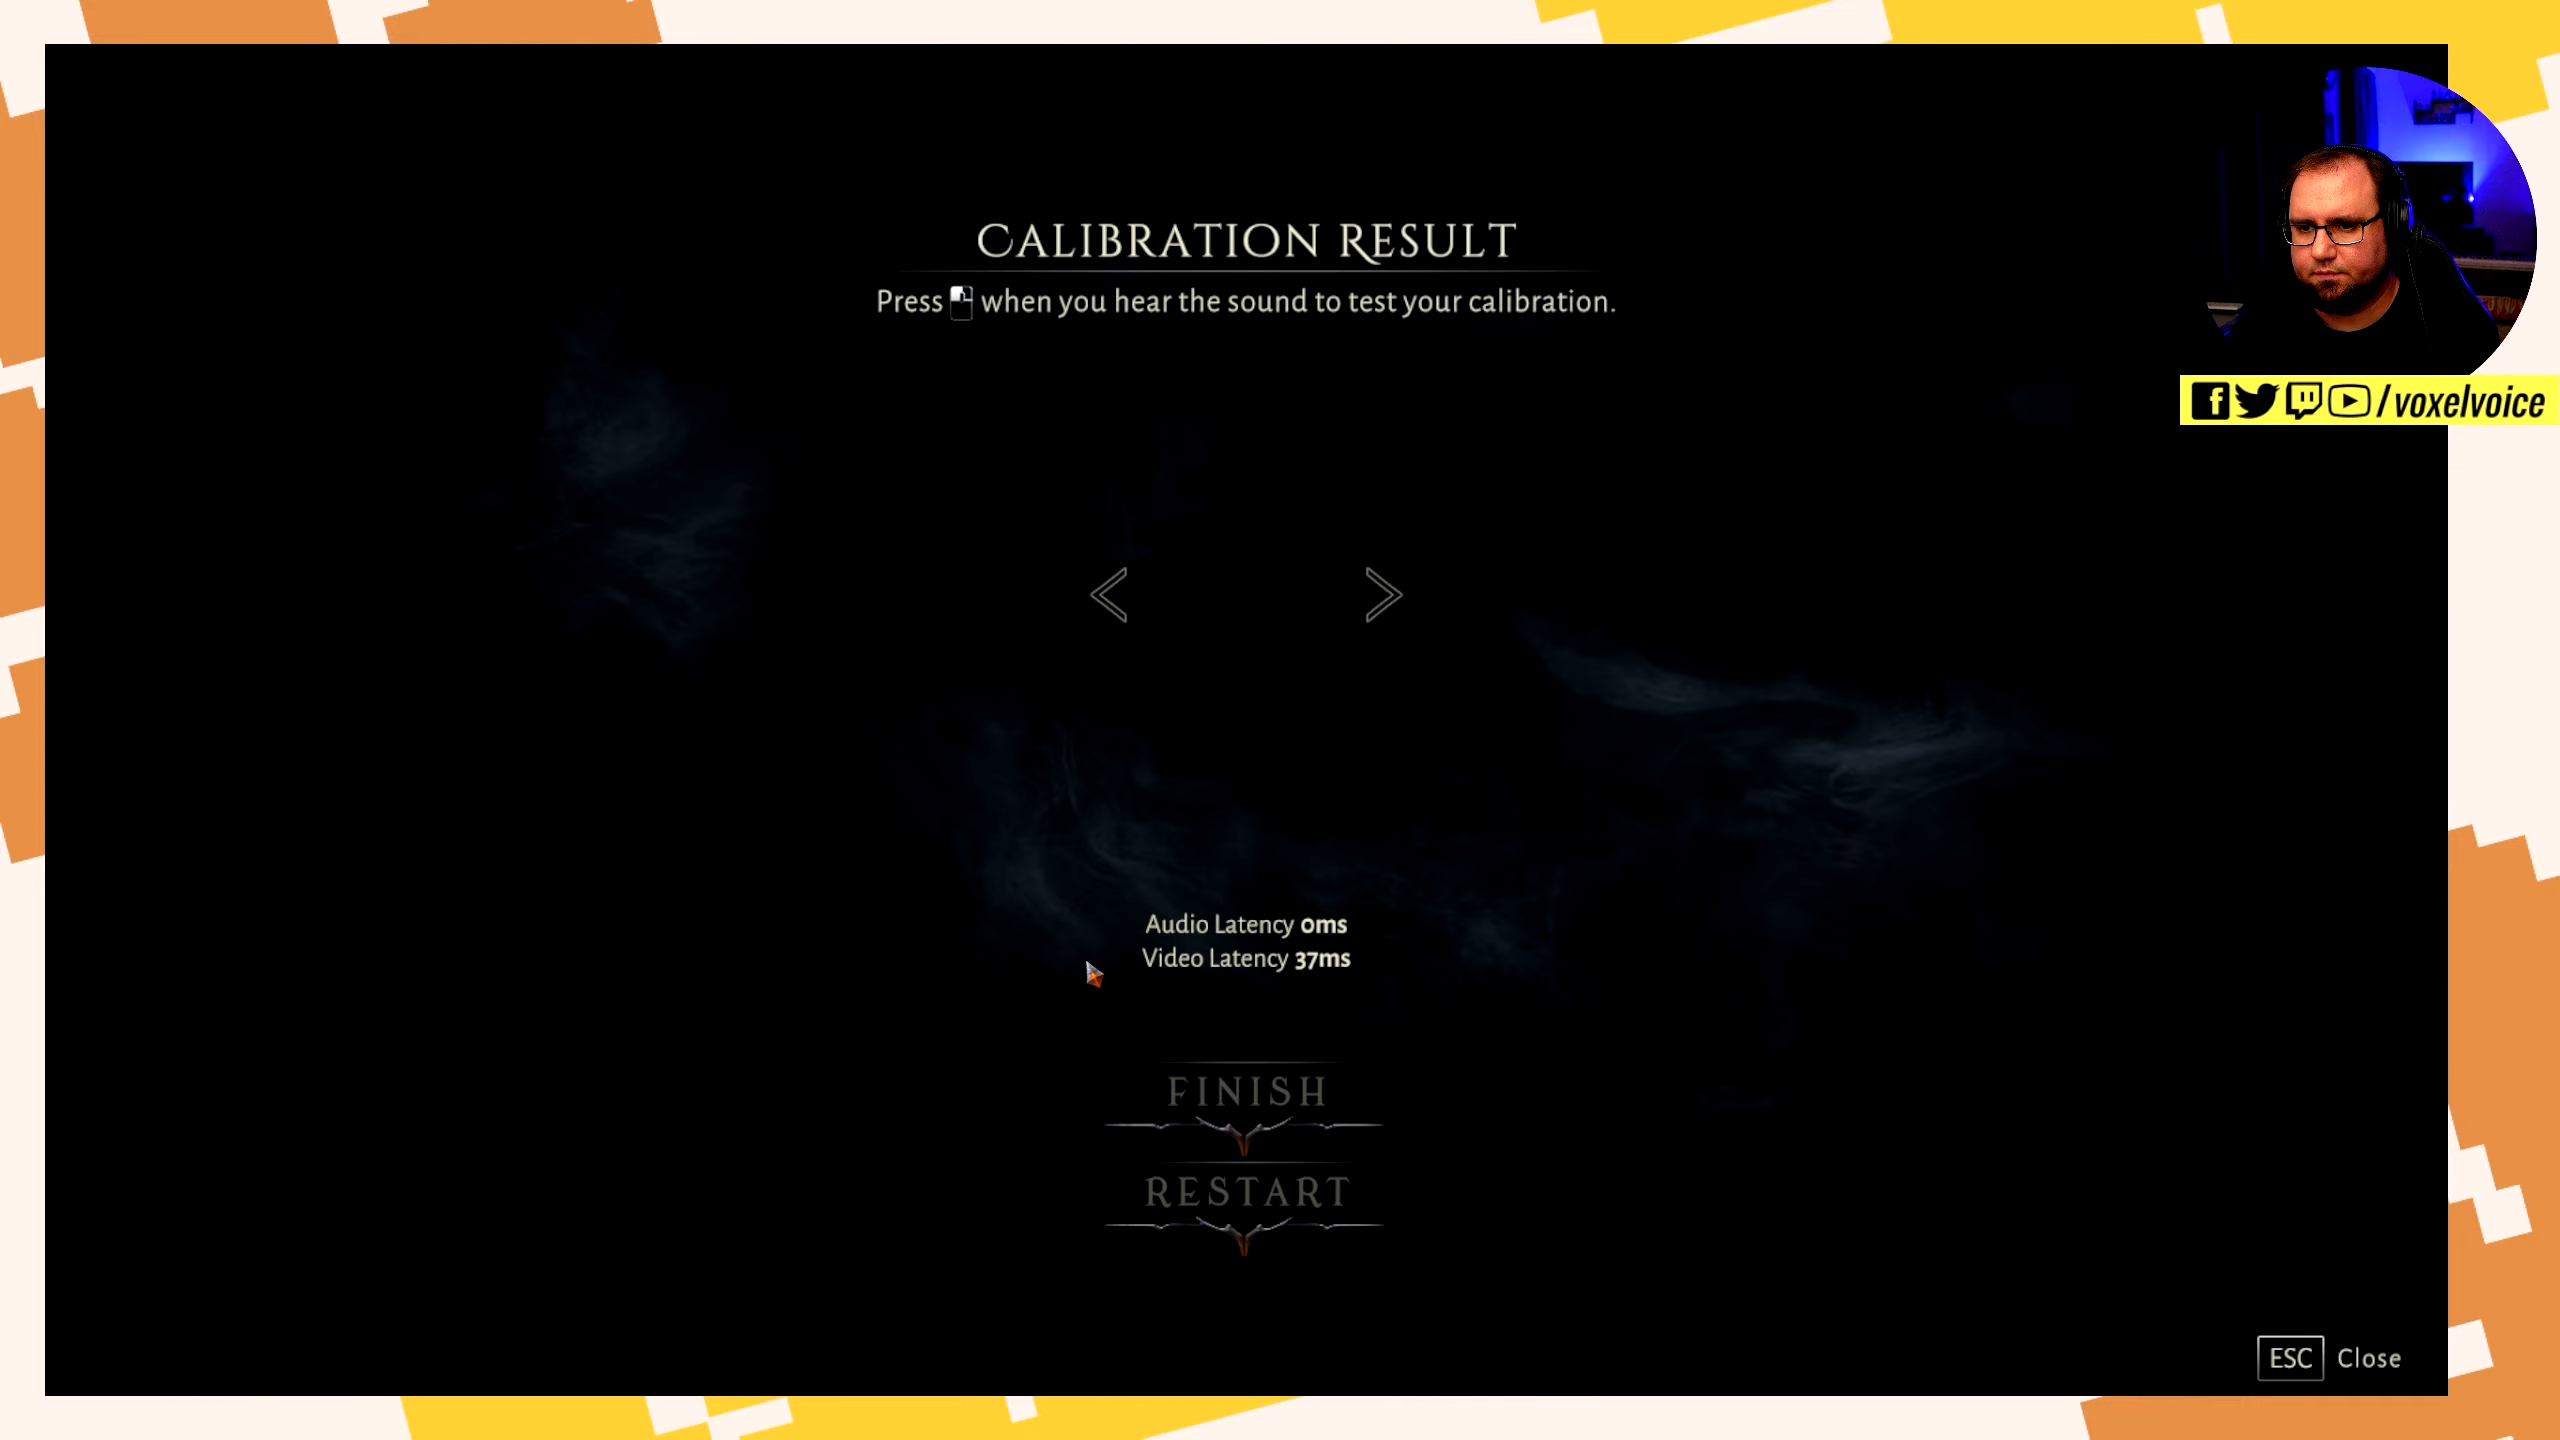 CALIBRATION RESULT
Press when you hear the sound to test your calibration.
/voxelvoice
Audio Latency 0ms
Video Latency 37ms
FINISH
RESTART
ESC Close